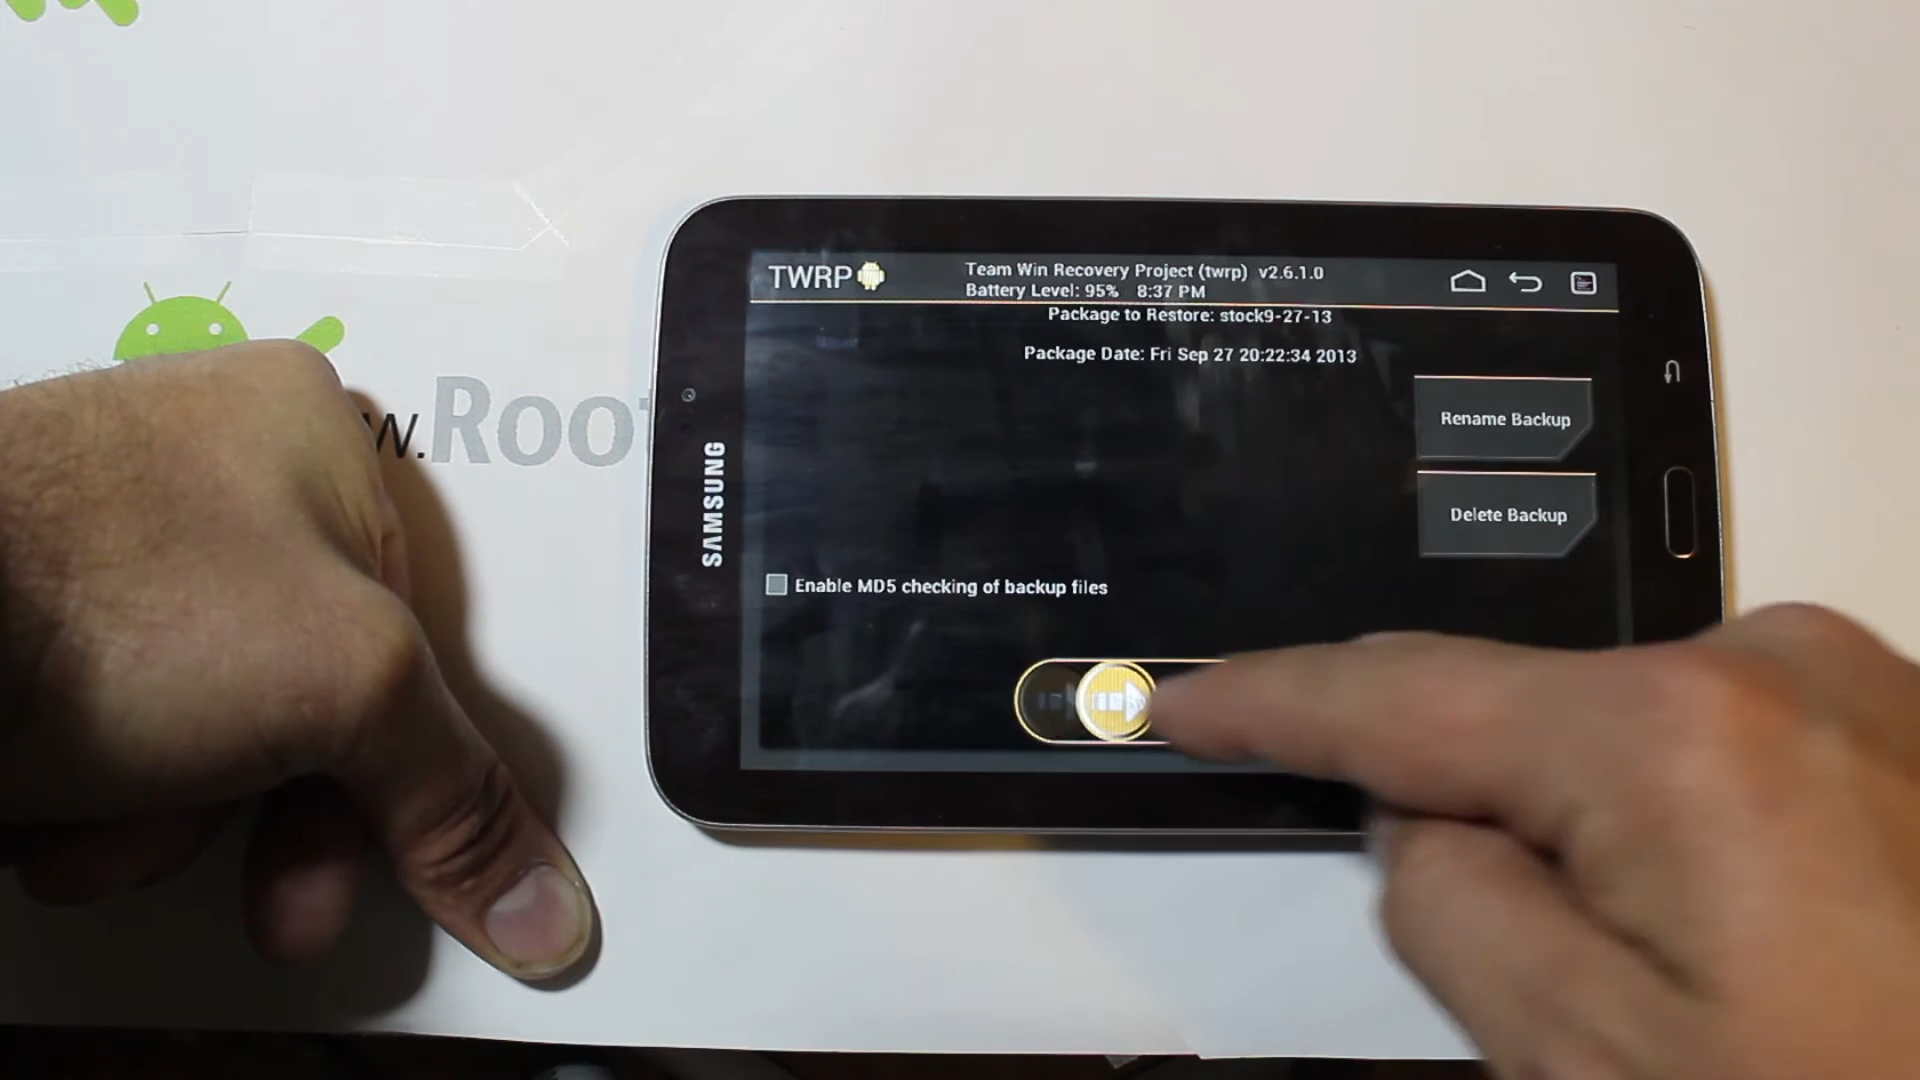 TWRP
Team Win Recovery Project (twrp) v2.6.1.0
Battery Level: 95% 8:37 PM
Package to Restore: stock9-27-13
Package Date: Fri Sep 27 20:22:34 2013
Rename Backup
Delete Backup
Enable MD5 checking of backup files
SAMSUNG
w.Roo